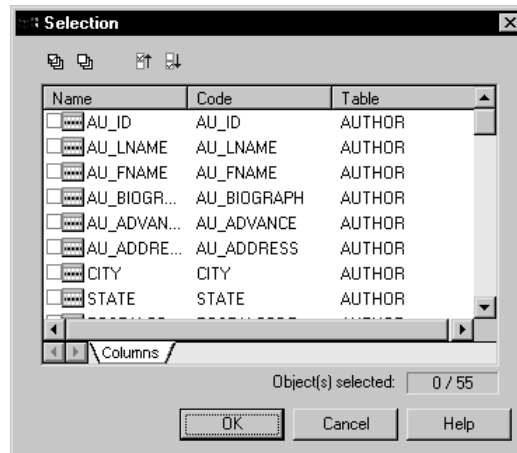 Selection
Name Code Table
AU_ID AU_ID AUTHOR
AU_LNAME AU_LNAME AUTHOR
AU_FNAME AU_FNAME AUTHOR
AU_BIOGR... AU_BIOGRAPH AUTHOR
AU_ADVAN... AU_ADVANCE AUTHOR
AU_ADDRE... AU_ADDRESS AUTHOR
CITY CITY AUTHOR
STATE STATE AUTHOR
Columns
Object(s) selected: 0 / 55
OK Cancel Help